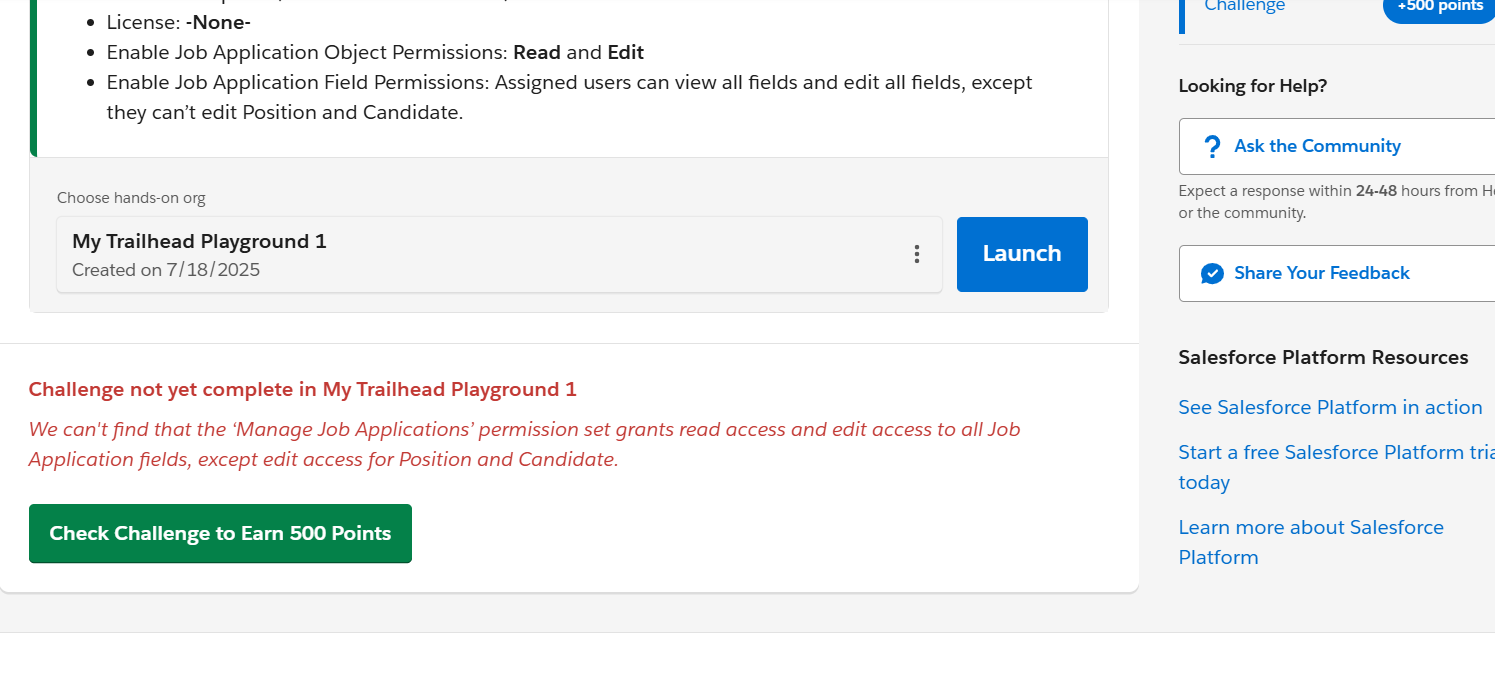 License: -None-
Enable Job Application Object Permissions: Read and Edit
Enable Job Application Field Permissions: Assigned users can view all fields and edit all fields, except
they can’t edit Position and Candidate.
Choose hands-on org
My Trailhead Playground 1
Created on 7/18/2025
Launch
Challenge not yet complete in My Trailhead Playground 1
We can't find that the ‘Manage Job Applications’ permission set grants read access and edit access to all Job
Application fields, except edit access for Position and Candidate.
Check Challenge to Earn 500 Points
Challenge
+500 points
Looking for Help?
Ask the Community
Expect a response within 24-48 hours from
or the community.
Share Your Feedback
Salesforce Platform Resources
See Salesforce Platform in action
Start a free Salesforce Platform
today
Learn more about Salesforce
Platform